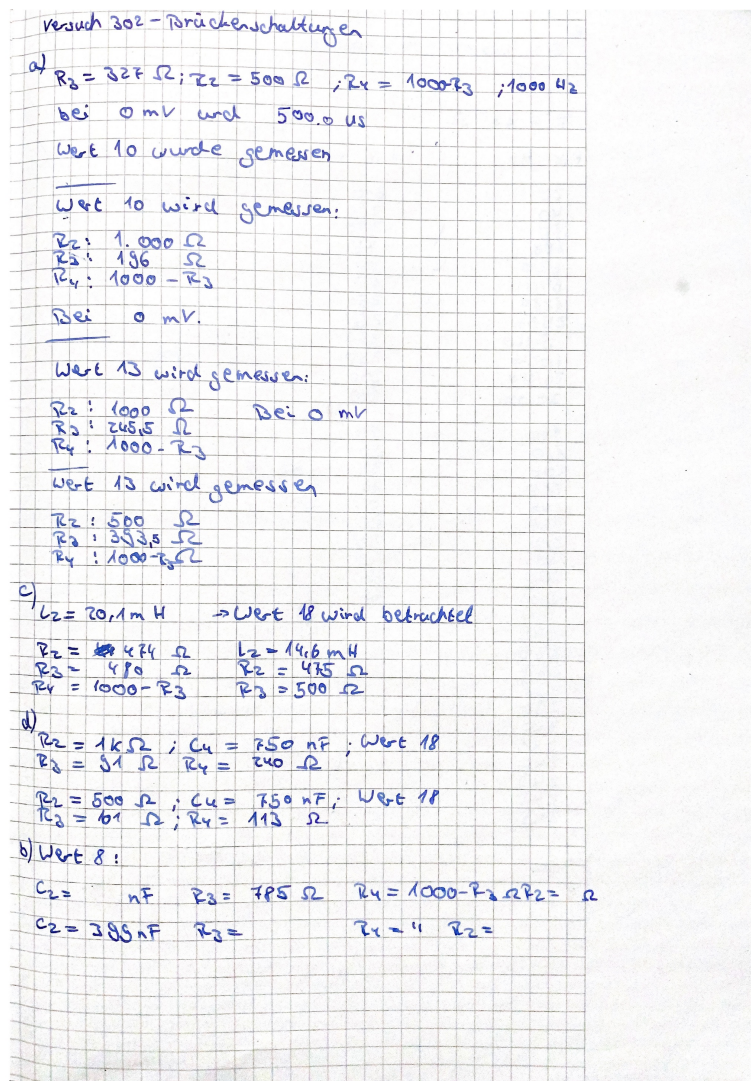 Versuch 302 - Brückenschaltungen
a) R3 = 327 Ω ; R2 = 500 Ω ; R4 = 1000-R3 ; 1000 Hz
bei 0 mV und 500.0 us
Wert 10 wurde gemessen
Wert 10 wird gemessen:
R2 : 1.000 Ω
R3 : 196 Ω
R4 : 1000 - R3
Bei 0 mV.
Wert 13 wird gemessen:
R2 : 1000 Ω Bei 0 mV
R3 : 245,5 Ω
R4 : 1000 - R3
Wert 13 wird gemessen
R2 : 500 Ω
R3 : 393,5 Ω
R4 : 1000-R3 Ω
c)
L2 = 20,1 mH -> Wert 18 wird betrachtet
R2 = 474 Ω L2 = 14,6 mH
R3 = 480 Ω R2 = 475 Ω
R4 = 1000 - R3 R3 = 500 Ω
d)
R2 = 1kΩ ; C4 = 750 nF ; Wert 18
R3 = 91 Ω R4 = 240 Ω
R2 = 500 Ω ; C4 = 750 nF ; Wert 18
R3 = 101 Ω ; R4 = 113 Ω
b) Wert 8 :
C2 = nF R3 = 785 Ω R4 = 1000-R3 Ω R2 = Ω
C2 = 399 nF R3 = R4 = " R2 =